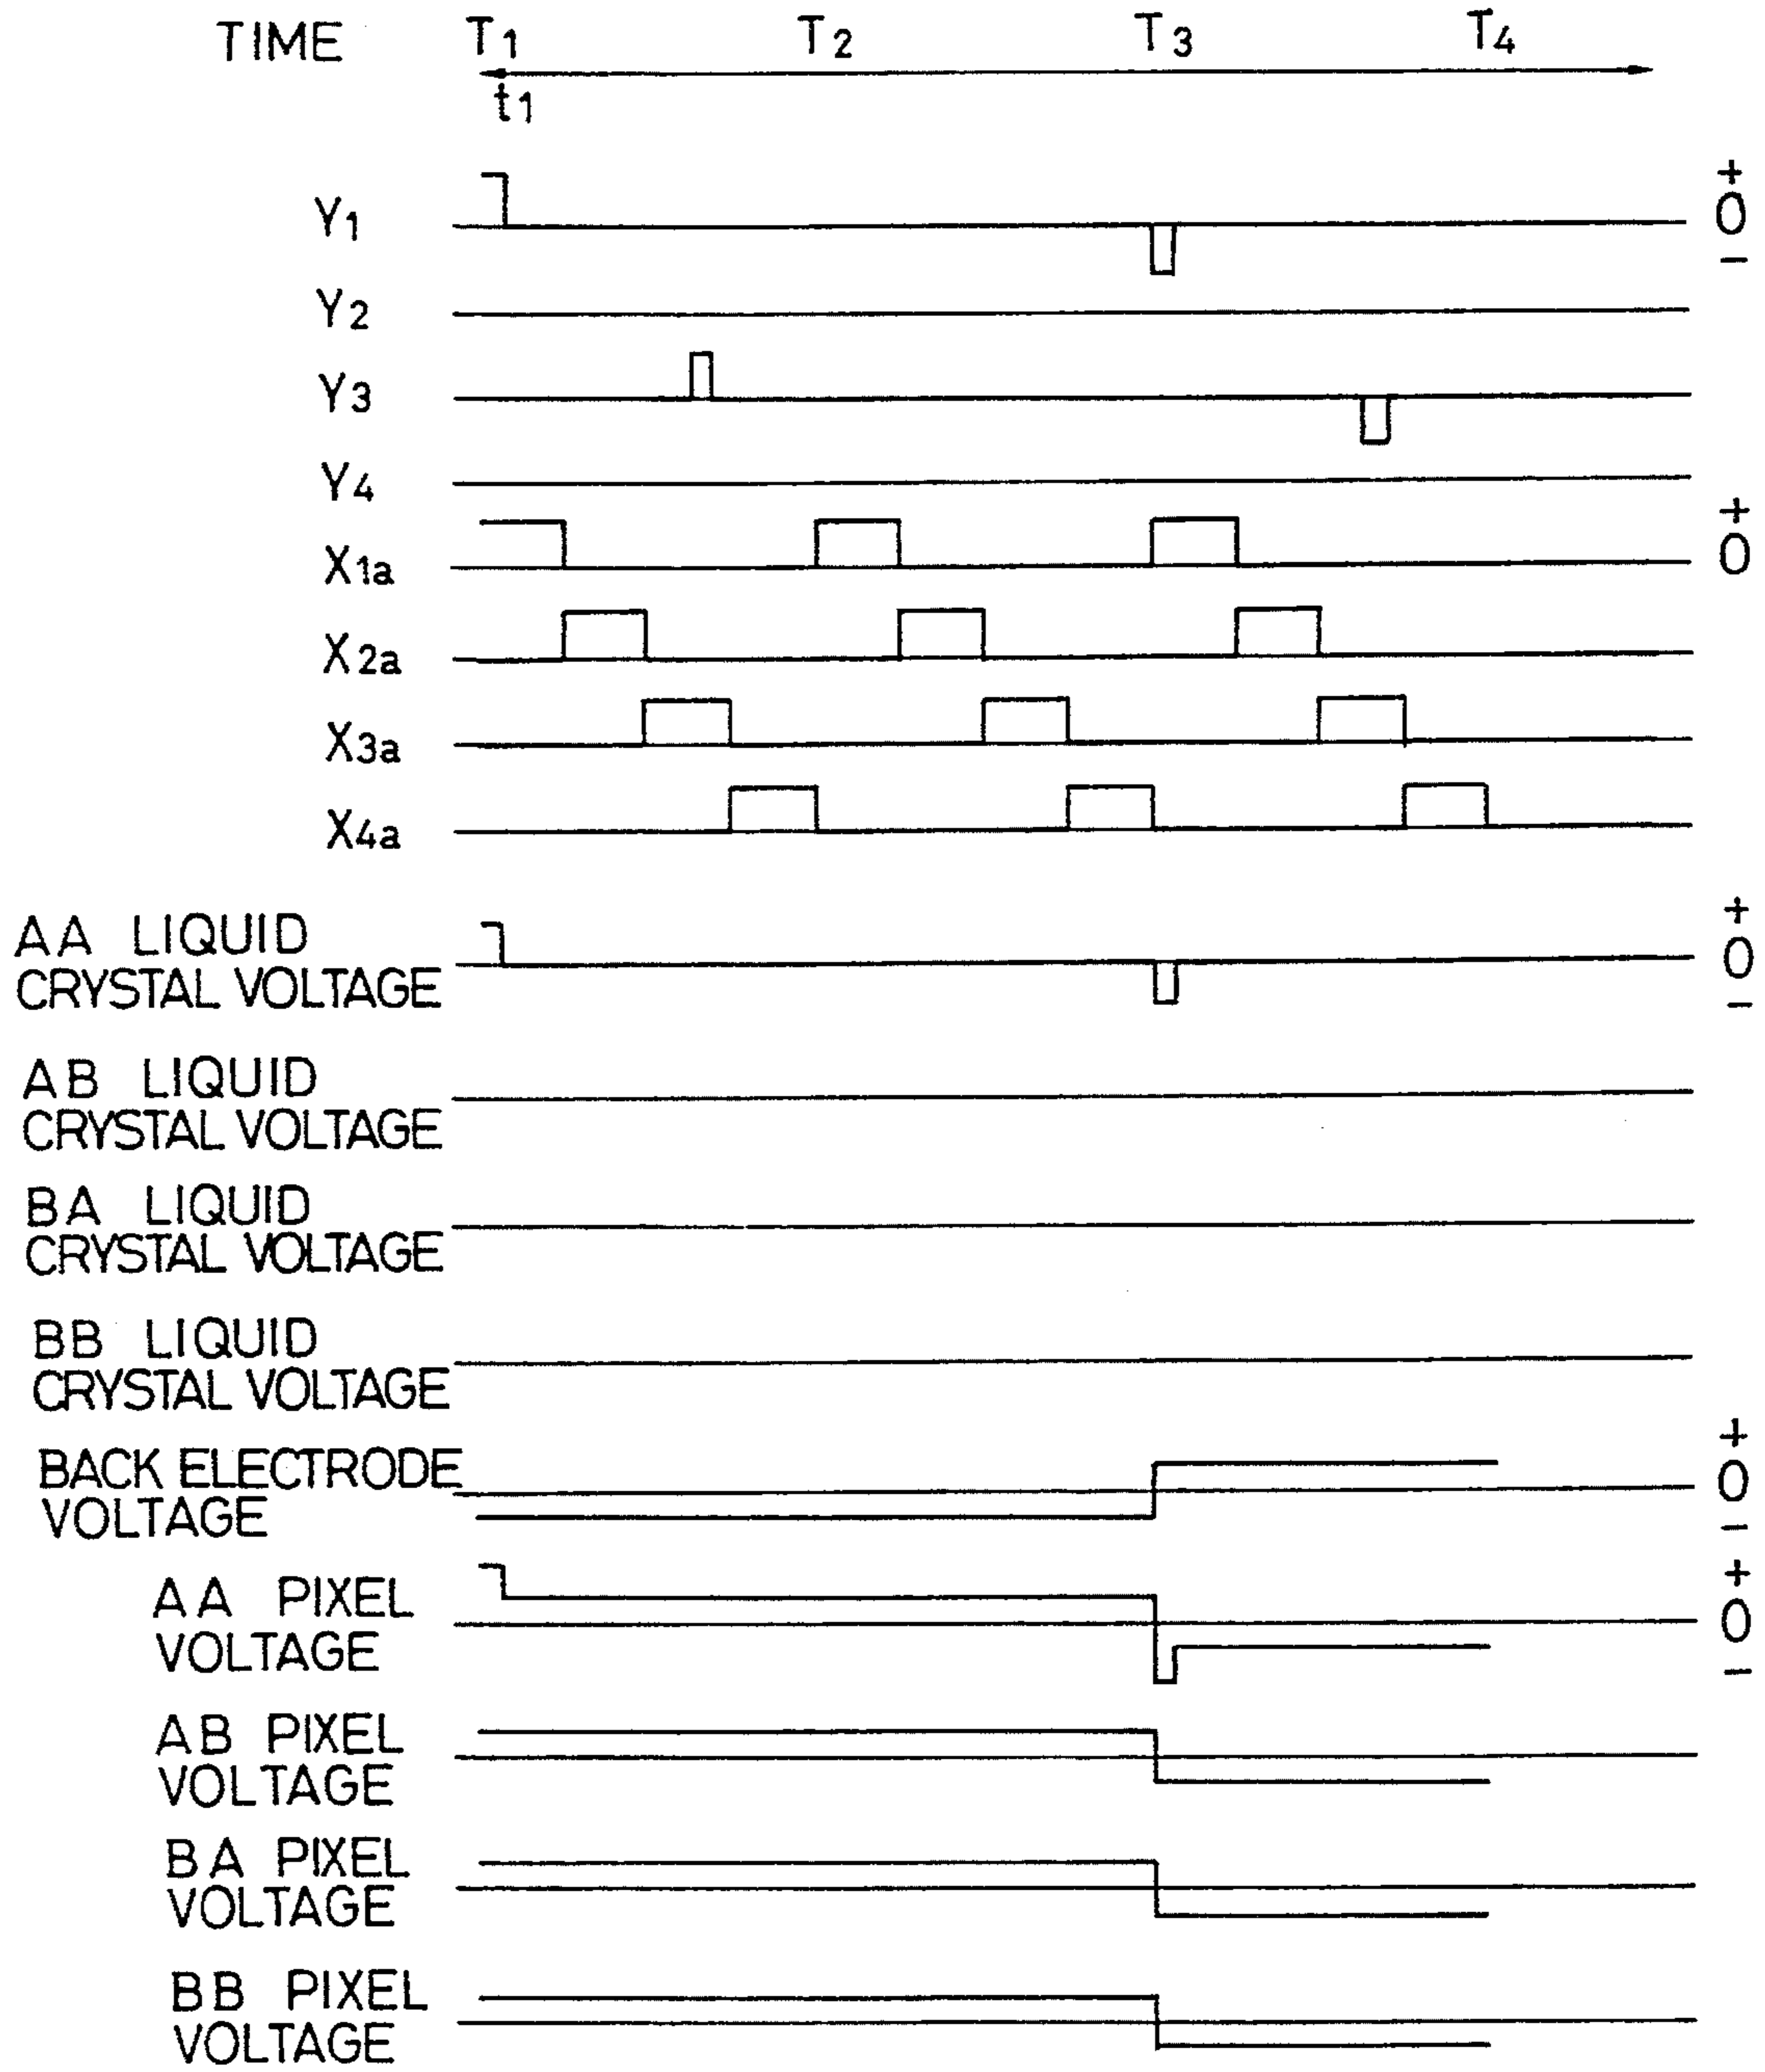 TIME T1 T2 T3 T4
t1
+
Y1 0
-
Y2
Y3
Y4
+
X1a 0
X2a
X3a
X4a
+
AA LIQUID 0
CRYSTAL VOLTAGE -
AB LIQUID
CRYSTAL VOLTAGE
BA LIQUID
CRYSTAL VOLTAGE
BB LIQUID
CRYSTAL VOLTAGE
+
BACK ELECTRODE 0
VOLTAGE -
+
AA PIXEL 0
VOLTAGE -
AB PIXEL
VOLTAGE
BA PIXEL
VOLTAGE
BB PIXEL
VOLTAGE